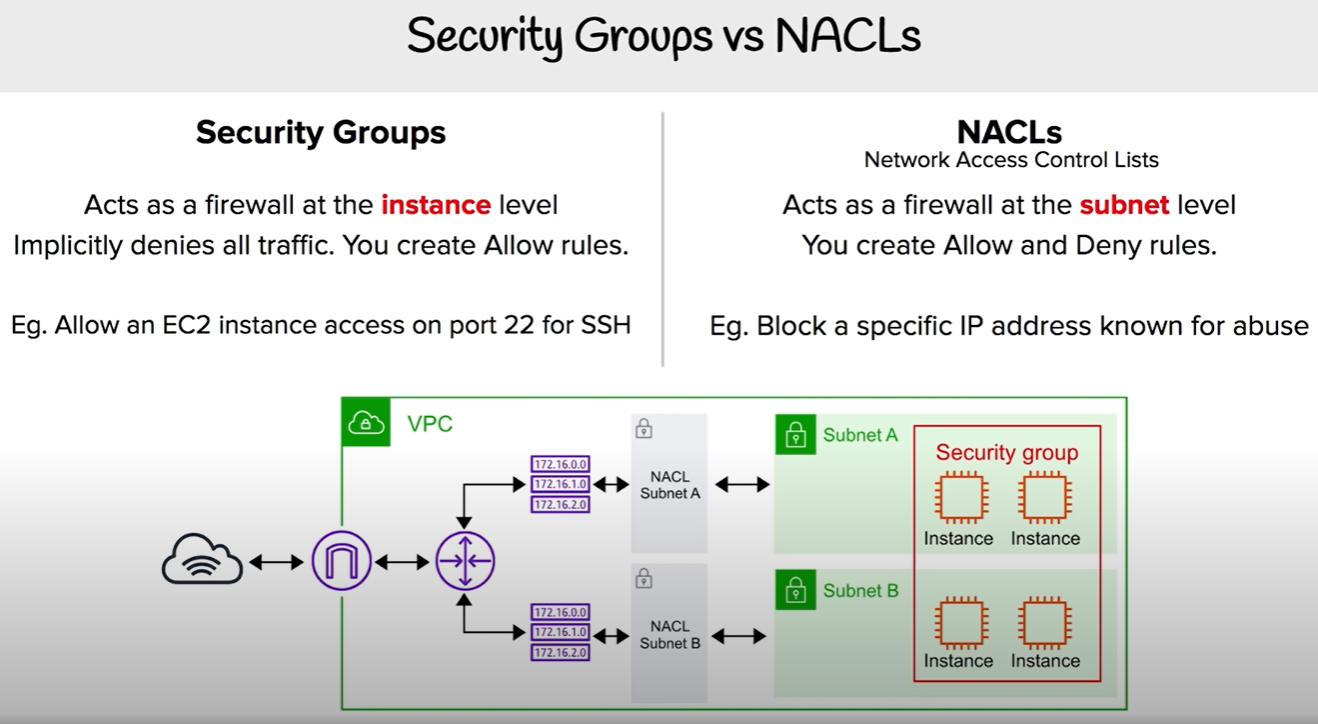 Security Groups vs NACLs
Security Groups
Acts as a firewall at the instance level
Implicitly denies all traffic. You create Allow rules.
Eg. Allow an EC2 instance access on port 22 for SSH
NACLs
Network Access Control Lists
Acts as a firewall at the subnet level
You create Allow and Deny rules.
Eg. Block a specific IP address known for abuse
VPC
172.16.0.0
172.16.1.0
172.16.2.0
NACL
Subnet A
Subnet A
Security group
Instance Instance
172.16.0.0
172.16.1.0
172.16.2.0
NACL
Subnet B
Subnet B
Instance Instance